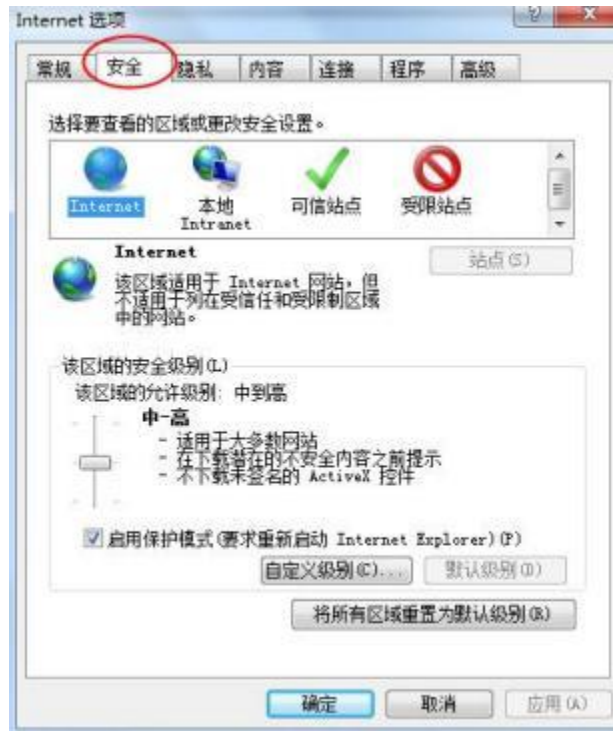 Internet 选项
常规 安全 隐私 内容 连接 程序 高级
选择要查看的区域或更改安全设置。
Internet 本地 Intranet 可信站点 受限站点
Internet
站点(S)
该区域适用于 Internet 网站，但
不适用于列在受信任和受限制区域
中的网站。
该区域的安全级别(L)
该区域的允许级别: 中到高
中-高
- 适用于大多数网站
- 在下载潜在的不安全内容之前提示
- 不下载未签名的 ActiveX 控件
启用保护模式(要求重新启动 Internet Explorer)(P)
自定义级别(C)... 默认级别(D)
将所有区域重置为默认级别(R)
确定 取消 应用(A)